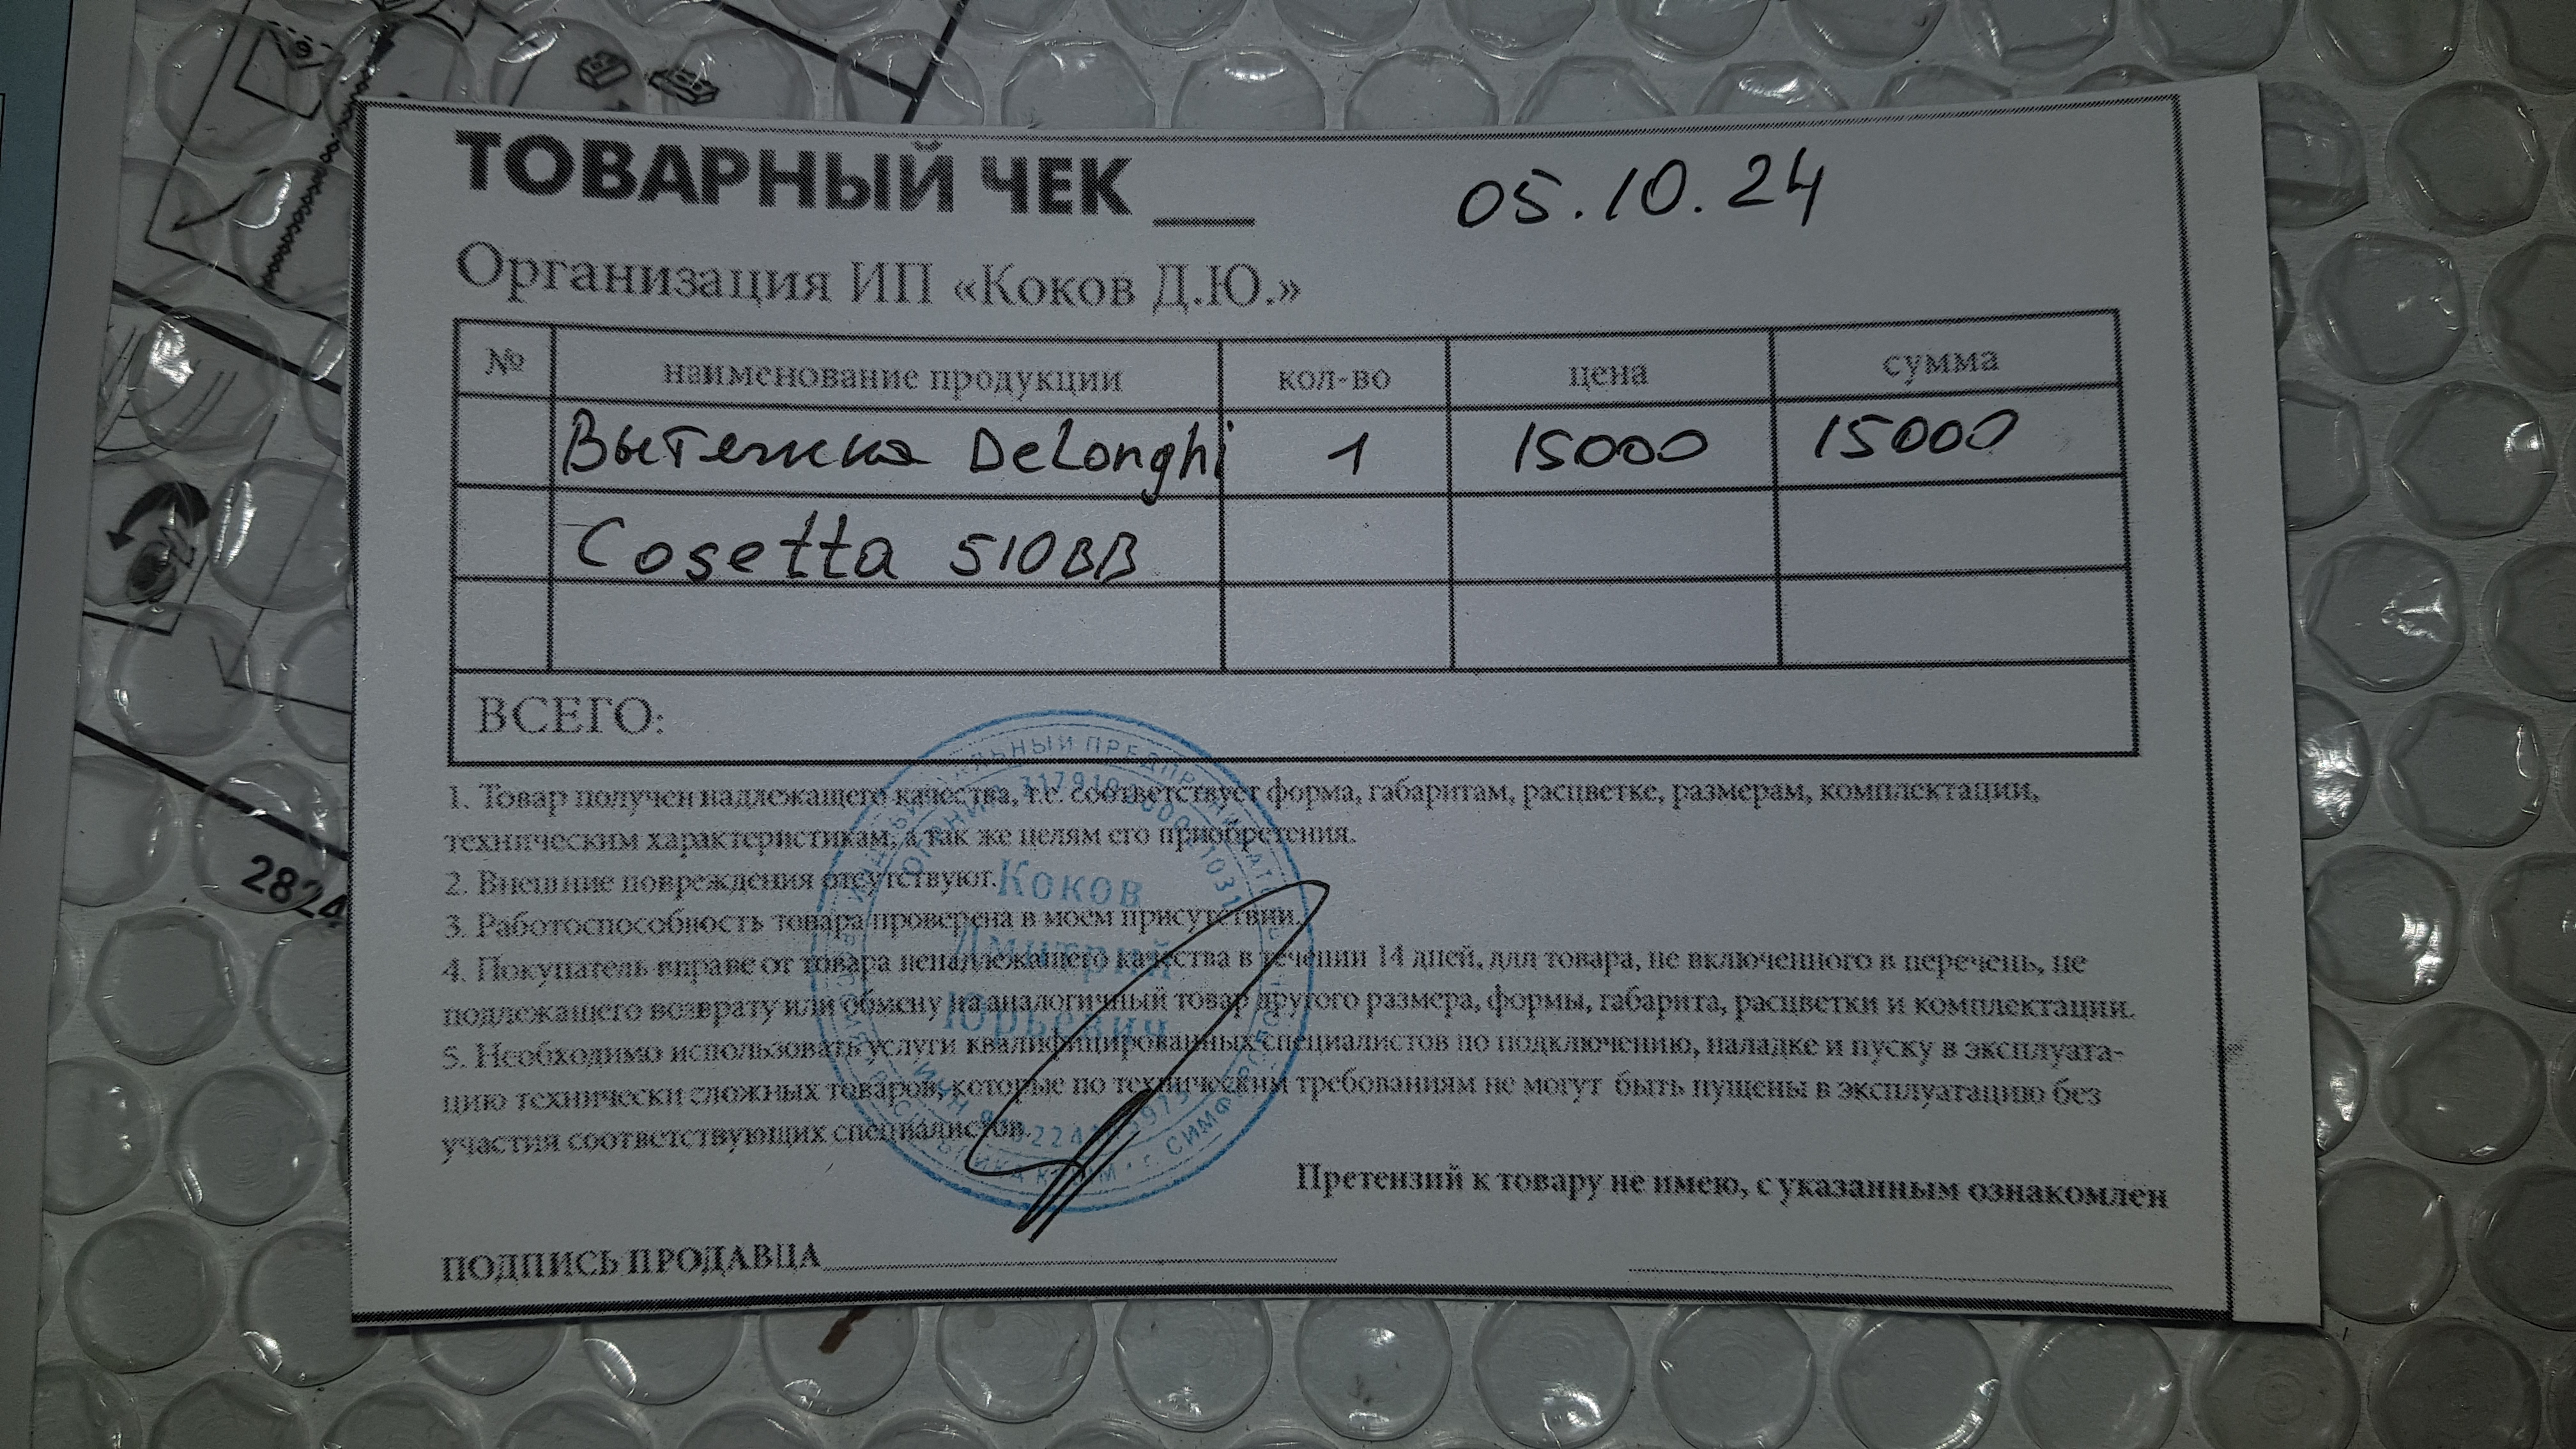 ТОВАРНЫЙ ЧЕК ___ 05.10.24
Организация ИП «Коков Д.Ю.»
№ наименование продукции кол-во цена сумма
Вытежка DeLonghi 1 15000 15000
Cosetta 510BB
ВСЕГО:
1. Товар получен надлежащего качества, т.е. соответствует форма, габаритам, расцветке, размерам, комплектации,
техническим характеристикам, а так же целям его приобретения.
2. Внешние повреждения отсутствуют.
3. Работоспособность товара проверена в моем присутствии.
4. Покупатель вправе от товара ненадлежащего качества в течении 14 дней, для товара, не включенного в перечень, не
подлежащего возврату или обмену на аналогичный товар другого размера, формы, габарита, расцветки и комплектации.
5. Необходимо использовать услуги квалифицированных специалистов по подключению, наладке и пуску в эксплуата-
цию технически сложных товаров, которые по техническим требованиям не могут быть пущены в эксплуатацию без
участия соответствующих специалистов.
Претензий к товару не имею, с указанным ознакомлен
ПОДПИСЬ ПРОДАВЦА
Коков
Дмитрий
Юрьевич
2824